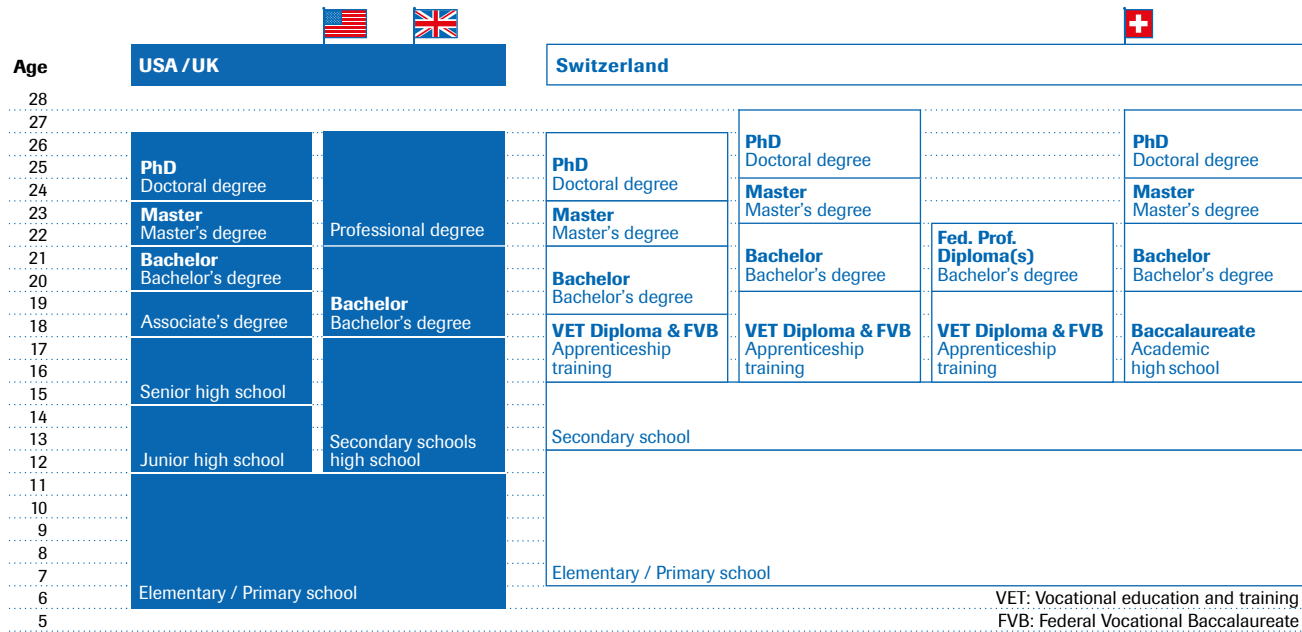 Age
USA / UK
Switzerland
28
27
26
25
24
23
22
21
20
19
18
17
16
15
14
13
12
11
10
9
8
7
6
5
PhD
Doctoral degree
Master
Master's degree
Bachelor
Bachelor's degree
Associate's degree
Senior high school
Junior high school
Professional degree
Bachelor
Bachelor's degree
Secondary schools
high school
Elementary / Primary school
PhD
Doctoral degree
Master
Master's degree
Bachelor
Bachelor's degree
VET Diploma & FVB
Apprenticeship
training
PhD
Doctoral degree
Master
Master's degree
Bachelor
Bachelor's degree
VET Diploma & FVB
Apprenticeship
training
Fed. Prof.
Diploma(s)
Bachelor's degree
VET Diploma & FVB
Apprenticeship
training
PhD
Doctoral degree
Master
Master's degree
Bachelor
Bachelor's degree
Baccalaureate
Academic
high school
Secondary school
Elementary / Primary school
VET: Vocational education and training
FVB: Federal Vocational Baccalaureate